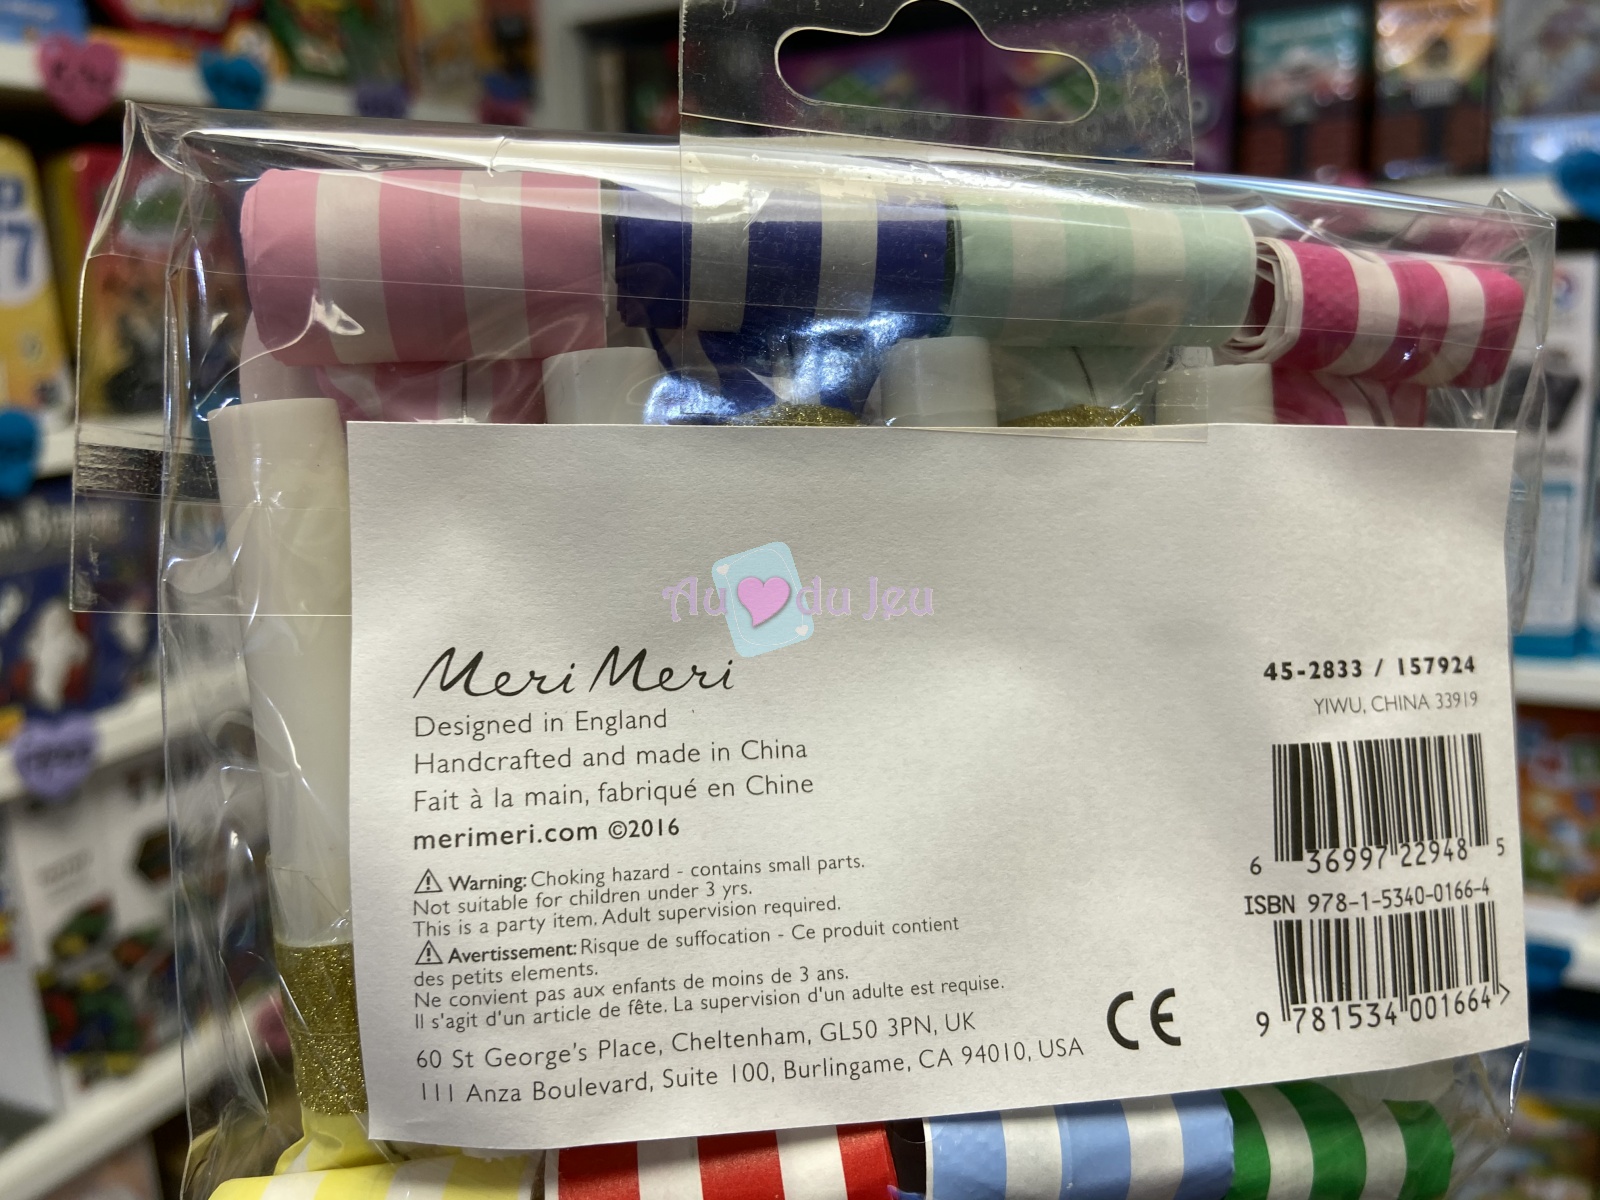 Au du Jeu
Meri Meri
Designed in England
Handcrafted and made in China
Fait à la main, fabriqué en Chine
merimeri.com ©2016
Warning: Choking hazard - contains small parts.
Not suitable for children under 3 yrs.
This is a party item. Adult supervision required.
Avertissement: Risque de suffocation - Ce produit contient
des petits elements.
Ne convient pas aux enfants de moins de 3 ans.
Il s'agit d'un article de fête. La supervision d'un adulte est requise.
60 St George's Place, Cheltenham, GL50 3PN, UK
111 Anza Boulevard, Suite 100, Burlingame, CA 94010, USA
CE
45-2833 / 157924
YIWU, CHINA 33919
6 36997 22948 5
ISBN 978-1-5340-0166-4
9 781534 001664 >